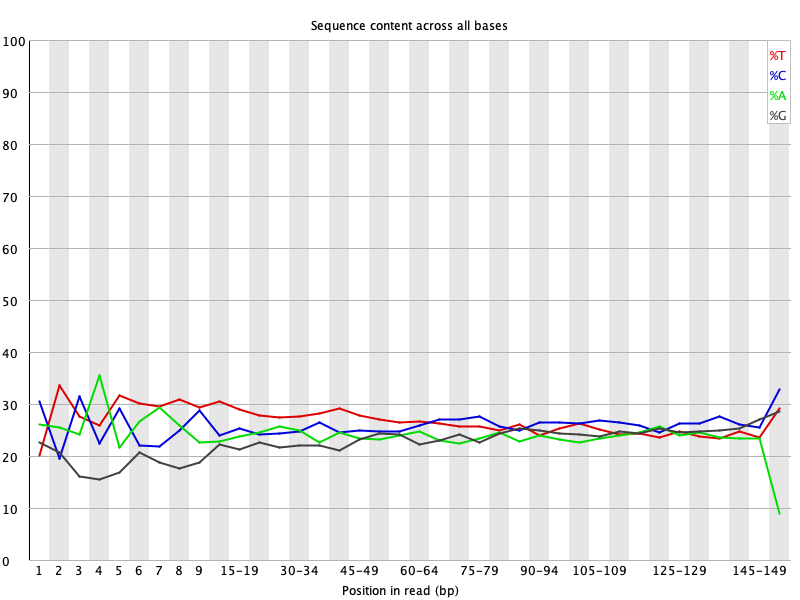 Sequence content across all bases
100
90
80
70
60
50
40
30
20
10
0
%T
%C
%A
%G
1 2 3 4 5 6 7 8 9 15-19 30-34 45-49 60-64 75-79 90-94 105-109 125-129 145-149
Position in read (bp)